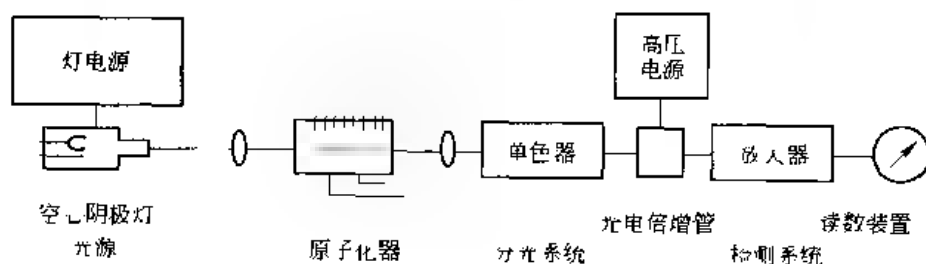 灯电源
高压
电源
单色器
放大器
空心阴极灯
光源
原子化器
分光系统
光电倍增管
检测系统
读数装置